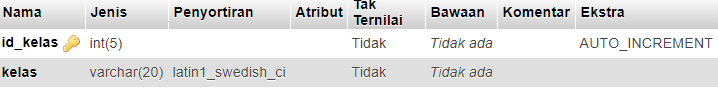 Nama Jenis Penyortiran Atribut Tak Ternilai Bawaan Komentar Ekstra
id_kelas int(5) Tidak Tidak ada AUTO_INCREMENT
kelas varchar(20) latin1_swedish_ci Tidak Tidak ada